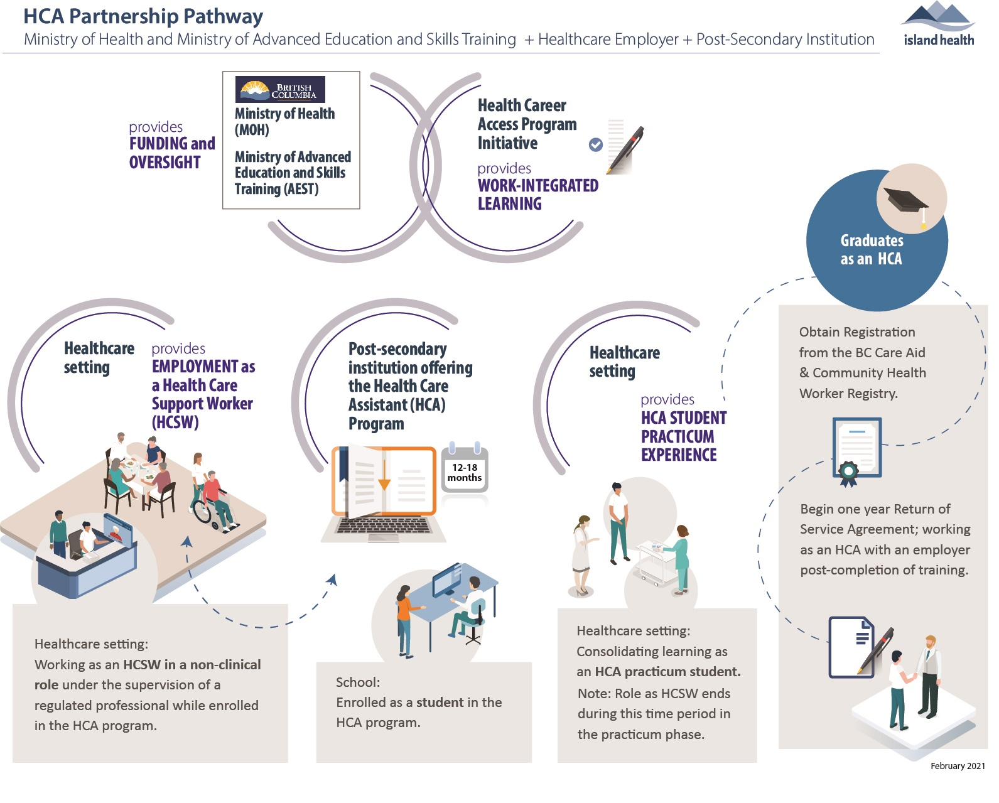 HCA Partnership Pathway
Ministry of Health and Ministry of Advanced Education and Skills Training + Healthcare Employer + Post-Secondary Institution
island health
provides
FUNDING and
OVERSIGHT
BRITISH
COLUMBIA
Ministry of Health
(MOH)
Ministry of Advanced
Education and Skills
Training (AEST)
Health Career
Access Program
Initiative
provides
WORK-INTEGRATED
LEARNING
Healthcare
setting
provides
EMPLOYMENT as
a Health Care
Support Worker
(HCSW)
Healthcare setting:
Working as an HCSW in a non-clinical
role under the supervision of a
regulated professional while enrolled
in the HCA program.
Post-secondary
institution offering
the Health Care
Assistant (HCA)
Program
12-18
months
School:
Enrolled as a student in the
HCA program.
Healthcare
setting
provides
HCA STUDENT
PRACTICUM
EXPERIENCE
Healthcare setting:
Consolidating learning as
an HCA practicum student.
Note: Role as HCSW ends
during this time period in
the practicum phase.
Graduates
as an HCA
Obtain Registration
from the BC Care Aid
& Community Health
Worker Registry.
Begin one year Return of
Service Agreement; working
as an HCA with an employer
post-completion of training.
February 2021